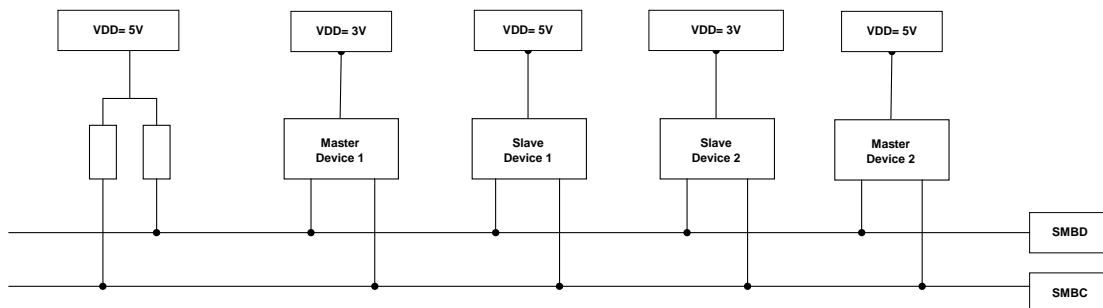 VDD= 5V
VDD= 3V
VDD= 5V
VDD= 3V
VDD= 5V
Master
Device 1
Slave
Device 1
Slave
Device 2
Master
Device 2
SMBD
SMBC